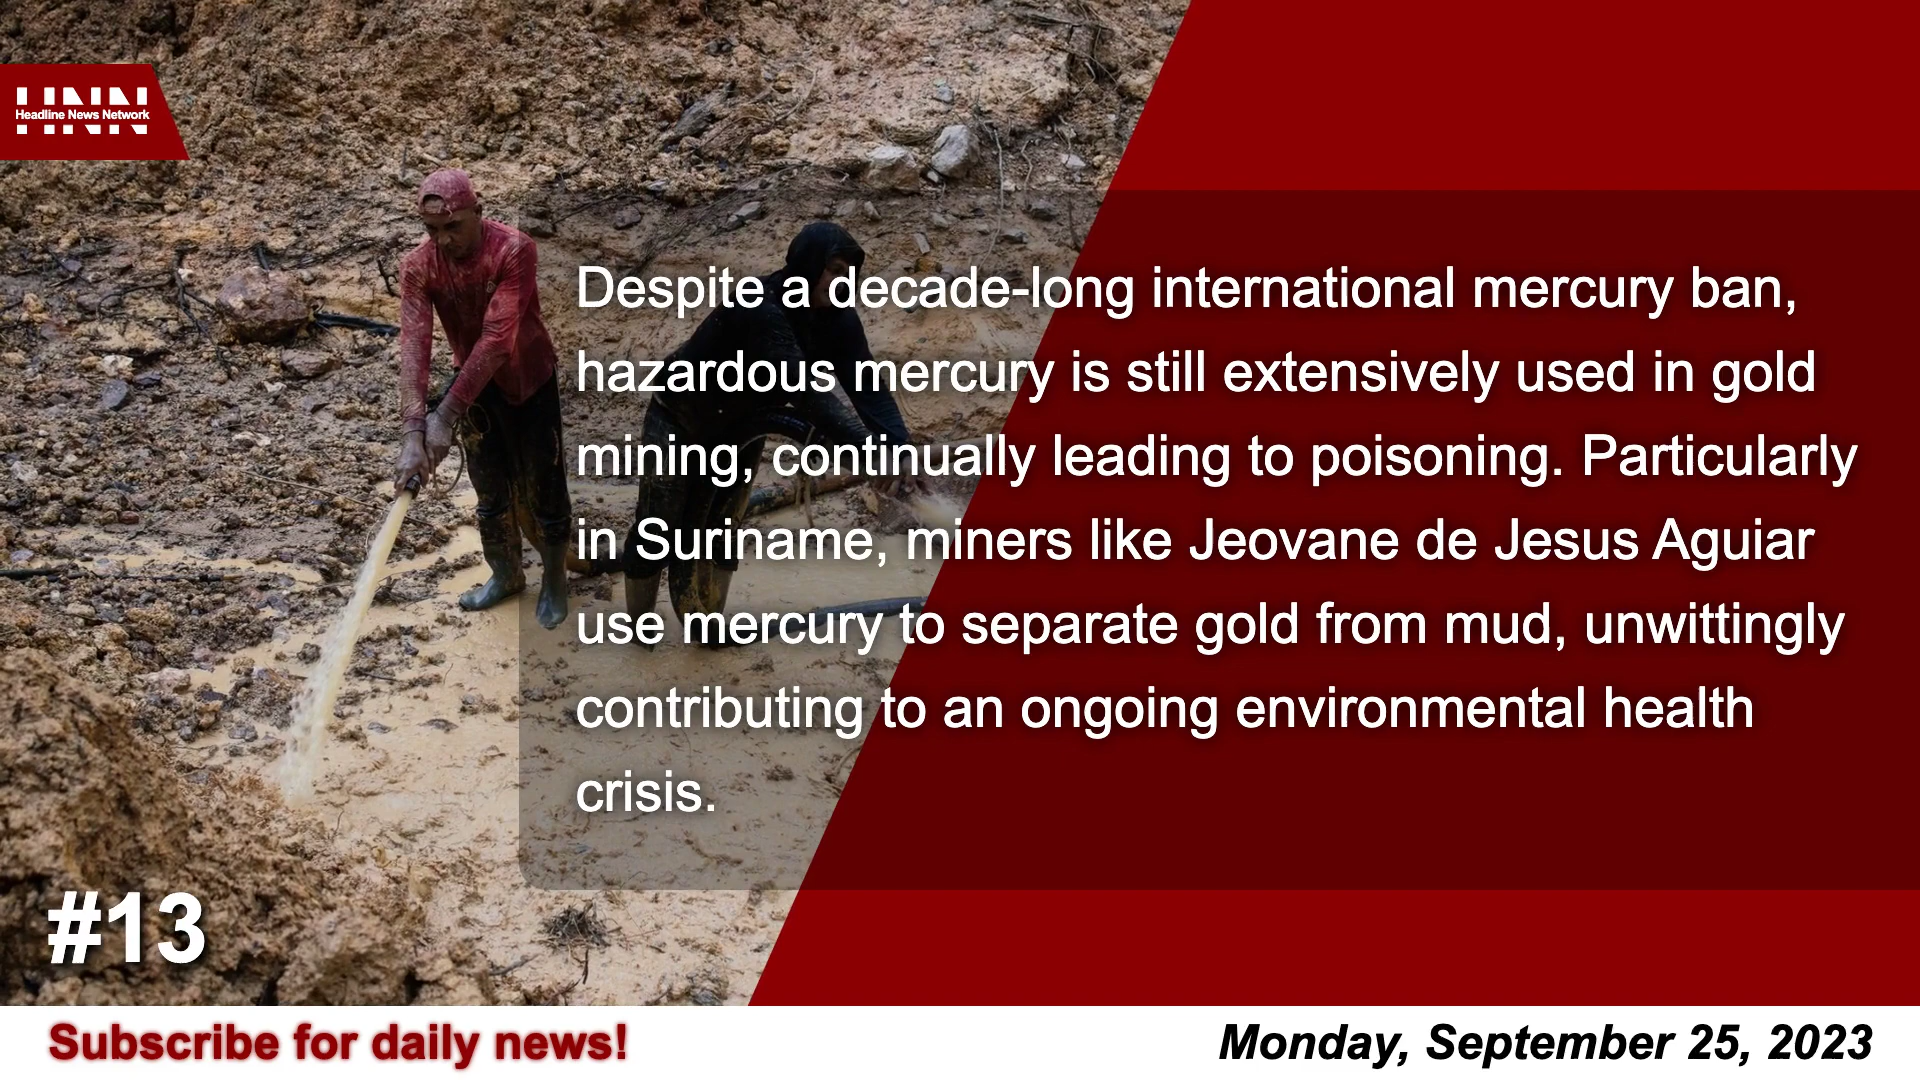 HNN
Headline News Network
Despite a decade-long international mercury ban,
hazardous mercury is still extensively used in gold
mining, continually leading to poisoning. Particularly
in Suriname, miners like Jeovane de Jesus Aguiar
use mercury to separate gold from mud, unwittingly
contributing to an ongoing environmental health
crisis.
#13
Subscribe for daily news!
Monday, September 25, 2023